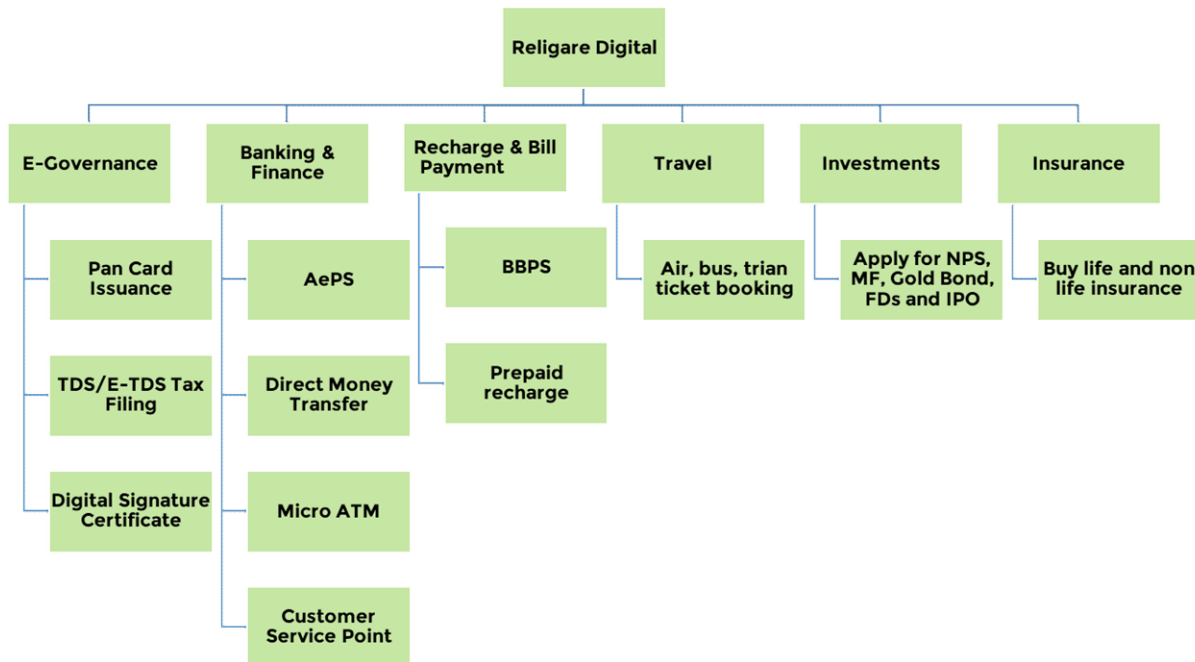 Religare Digital
E-Governance
Banking &
Finance
Recharge & Bill
Payment
Travel
Investments
Insurance
Pan Card
Issuance
TDS/E-TDS Tax
Filing
Digital Signature
Certificate
AePS
Direct Money
Transfer
Micro ATM
Customer
Service Point
BBPS
Prepaid
recharge
Air, bus, trian
ticket booking
Apply for NPS,
MF, Gold Bond,
FDs and IPO
Buy life and non
life insurance